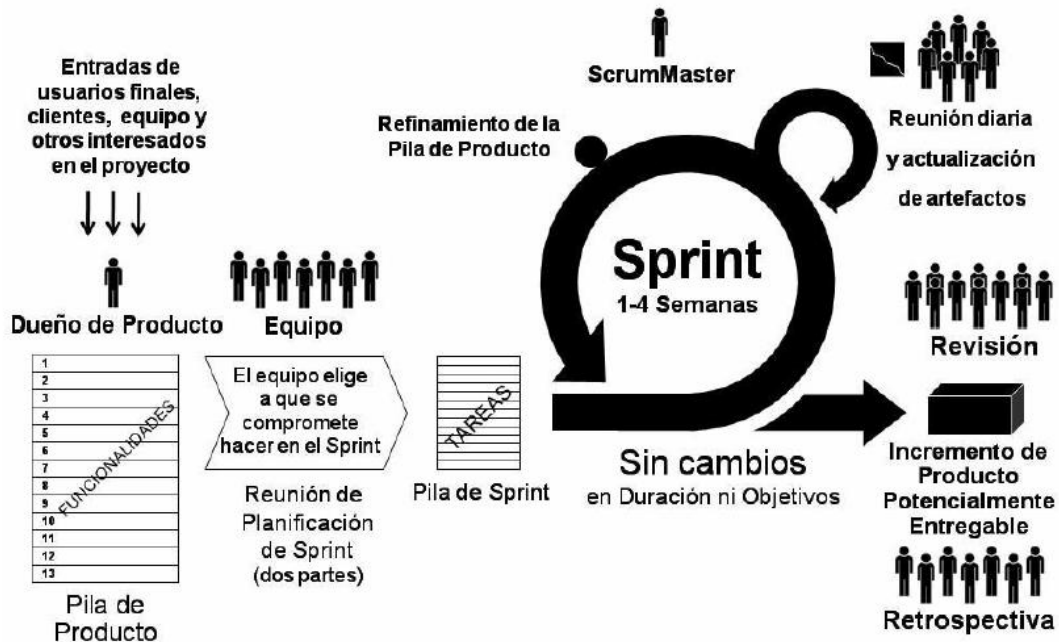 Entradas de
usuarios finales,
clientes, equipo y
otros interesados
en el proyecto
Dueño de Producto
Equipo
1
2
3
4
5
6
7
8
9
10
11
12
13
FUNCIONALIDADES
Pila de
Producto
El equipo elige
a que se
compromete
hacer en el Sprint
Reunión de
Planificación
de Sprint
(dos partes)
TAREAS
Pila de Sprint
ScrumMaster
Refinamiento de la
Pila de Producto
Sprint
1-4 Semanas
Sin cambios
en Duración ni Objetivos
Reunión diaria
y actualización
de artefactos
Revisión
Incremento de
Producto
Potencialmente
Entregable
Retrospectiva